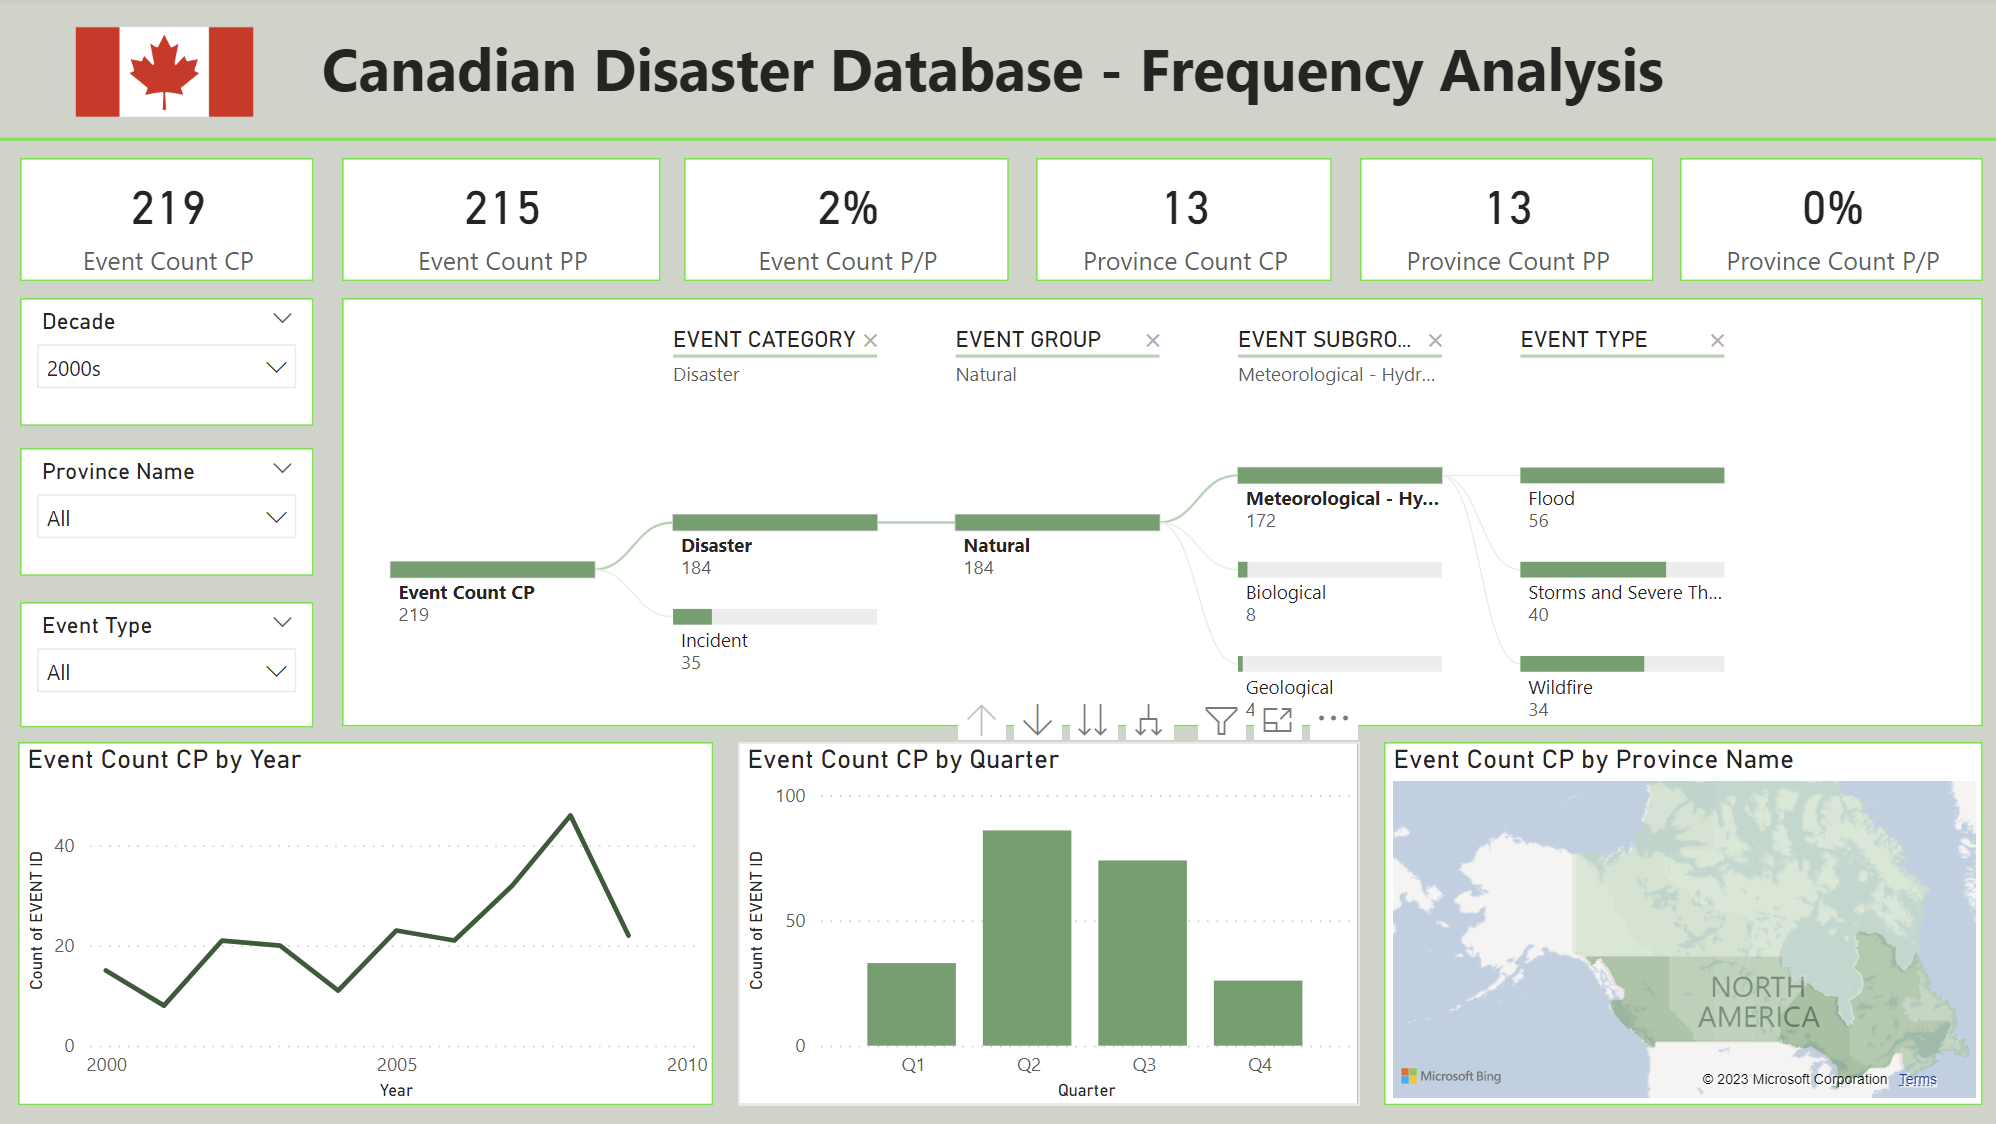 Canadian Disaster Database - Frequency Analysis
219
Event Count CP
215
Event Count PP
2%
Event Count P/P
13
Province Count CP
13
Province Count PP
0%
Province Count P/P
Decade
2000s
Province Name
All
Event Type
All
EVENT CATEGORY
Disaster
EVENT GROUP
Natural
EVENT SUBGRO...
Meteorological - Hydr...
EVENT TYPE
Event Count CP
219
Disaster
184
Incident
35
Natural
184
Meteorological - Hy...
172
Biological
8
Geological
4
Flood
56
Storms and Severe Th...
40
Wildfire
34
Event Count CP by Year
Count of EVENT ID
40
20
0
2000 2005 2010
Year
Event Count CP by Quarter
Count of EVENT ID
100
50
0
Q1 Q2 Q3 Q4
Quarter
Event Count CP by Province Name
NORTH
AMERICA
Microsoft Bing
© 2023 Microsoft Corporation Terms